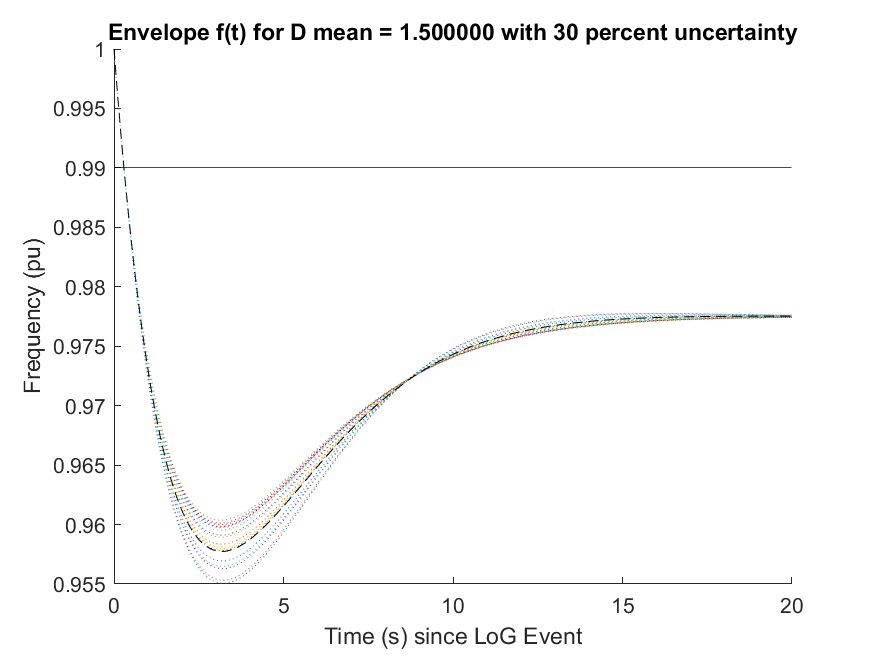 Envelope f(t) for D mean = 1.500000 with 30 percent uncertainty
1
0.995
0.99
0.985
0.98
0.975
0.97
0.965
0.96
0.955
Frequency (pu)
0 5 10 15 20
Time (s) since LoG Event